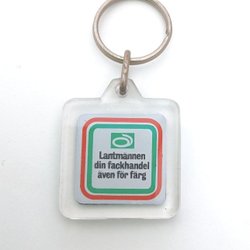 Lantmännen
din fackhandel
även för färg